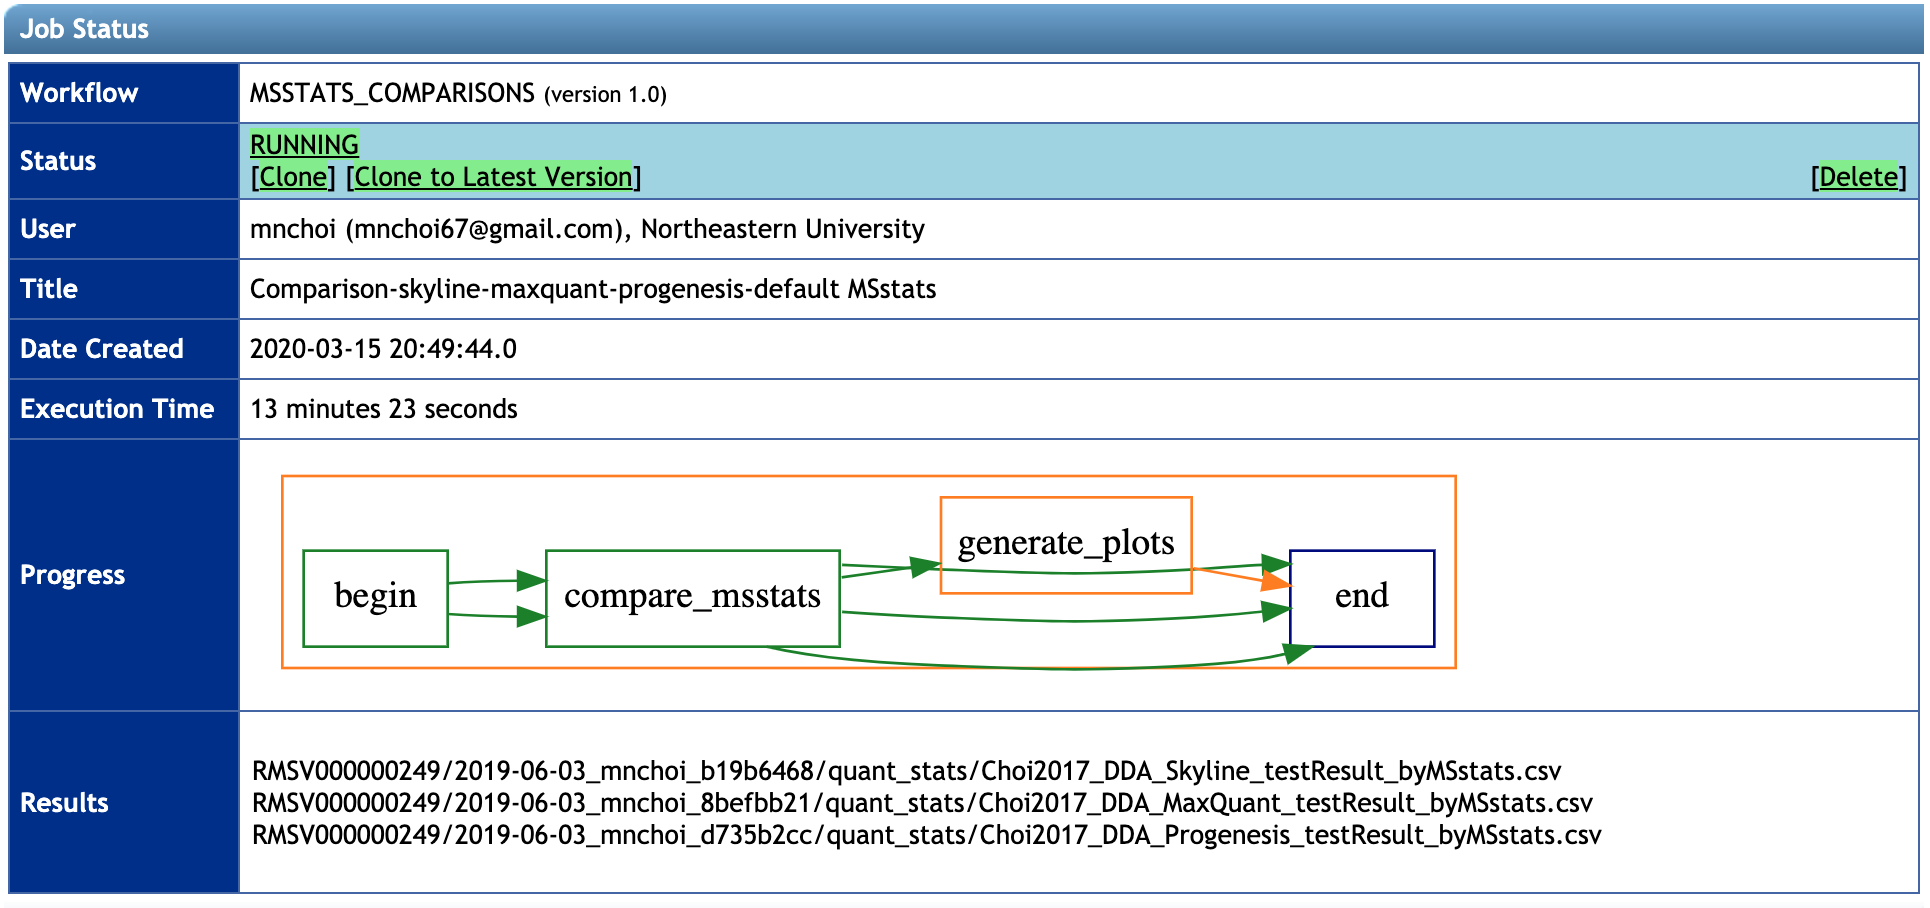 Job Status
Workflow
MSSTATS_COMPARISONS (version 1.0)
Status
RUNNING
[Clone] [Clone to Latest Version] [Delete]
User
mnchoi (mnchoi67@gmail.com), Northeastern University
Title
Comparison-skyline-maxquant-progenesis-default MSstats
Date Created
2020-03-15 20:49:44.0
Execution Time
13 minutes 23 seconds
Progress
begin
compare_msstats
generate_plots
end
Results
RMSV000000249/2019-06-03_mnchoi_b19b6468/quant_stats/Choi2017_DDA_Skyline_testResult_byMSstats.csv
RMSV000000249/2019-06-03_mnchoi_8befbb21/quant_stats/Choi2017_DDA_MaxQuant_testResult_byMSstats.csv
RMSV000000249/2019-06-03_mnchoi_d735b2cc/quant_stats/Choi2017_DDA_Progenesis_testResult_byMSstats.csv